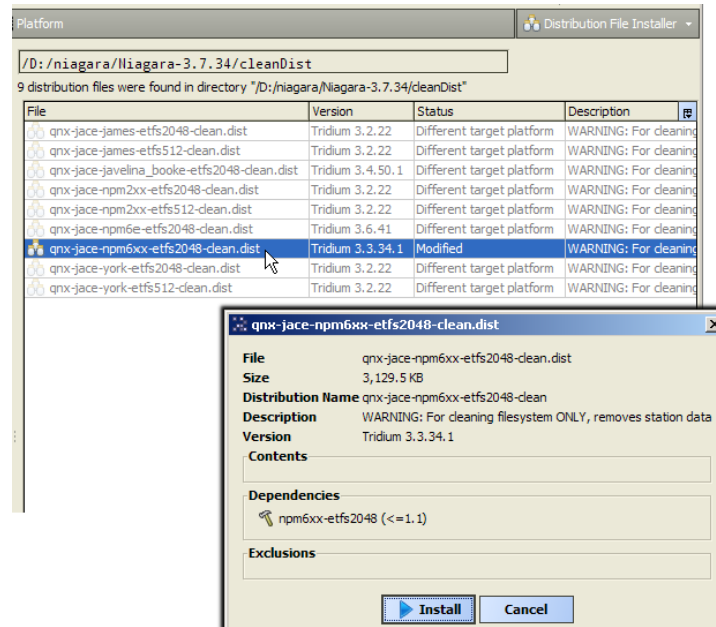 Platform Distribution File Installer
/D:/niagara/Niagara-3.7.34/cleanDist
9 distribution files were found in directory "/D:/niagara/Niagara-3.7.34/cleanDist"
File Version Status Description
qnx-jace-james-etfs2048-clean.dist Tridium 3.2.22 Different target platform WARNING: For cleaning
qnx-jace-james-etfs512-clean.dist Tridium 3.2.22 Different target platform WARNING: For cleaning
qnx-jace-javelina_booke-etfs2048-clean.dist Tridium 3.4.50.1 Different target platform WARNING: For cleaning
qnx-jace-npm2xx-etfs2048-clean.dist Tridium 3.2.22 Different target platform WARNING: For cleaning
qnx-jace-npm2xx-etfs512-clean.dist Tridium 3.2.22 Different target platform WARNING: For cleaning
qnx-jace-npm6e-etfs2048-clean.dist Tridium 3.6.41 Different target platform WARNING: For cleaning
qnx-jace-npm6xx-etfs2048-clean.dist Tridium 3.3.34.1 Modified WARNING: For cleaning
qnx-jace-york-etfs2048-clean.dist Tridium 3.2.22 Different target platform WARNING: For cleaning
qnx-jace-york-etfs512-clean.dist Tridium 3.2.22 Different target platform WARNING: For cleaning
qnx-jace-npm6xx-etfs2048-clean.dist
File qnx-jace-npm6xx-etfs2048-clean.dist
Size 3,129.5 KB
Distribution Name qnx-jace-npm6xx-etfs2048-clean
Description WARNING: For cleaning filesystem ONLY, removes station data
Version Tridium 3.3.34.1
Contents
Dependencies
npm6xx-etfs2048 (<=1.1)
Exclusions
Install Cancel